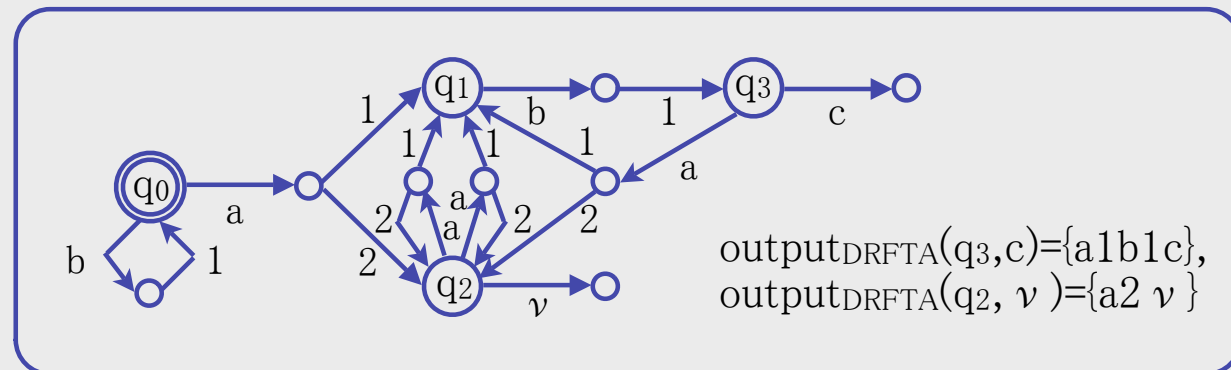 q1 b 1 q3 c
1 1 1 1 a
q0 a a
b 1 2 2 a 2 2
2 q2 ν
outputDRFTA(q3,c)={a1b1c},
outputDRFTA(q2, ν )={a2 ν }